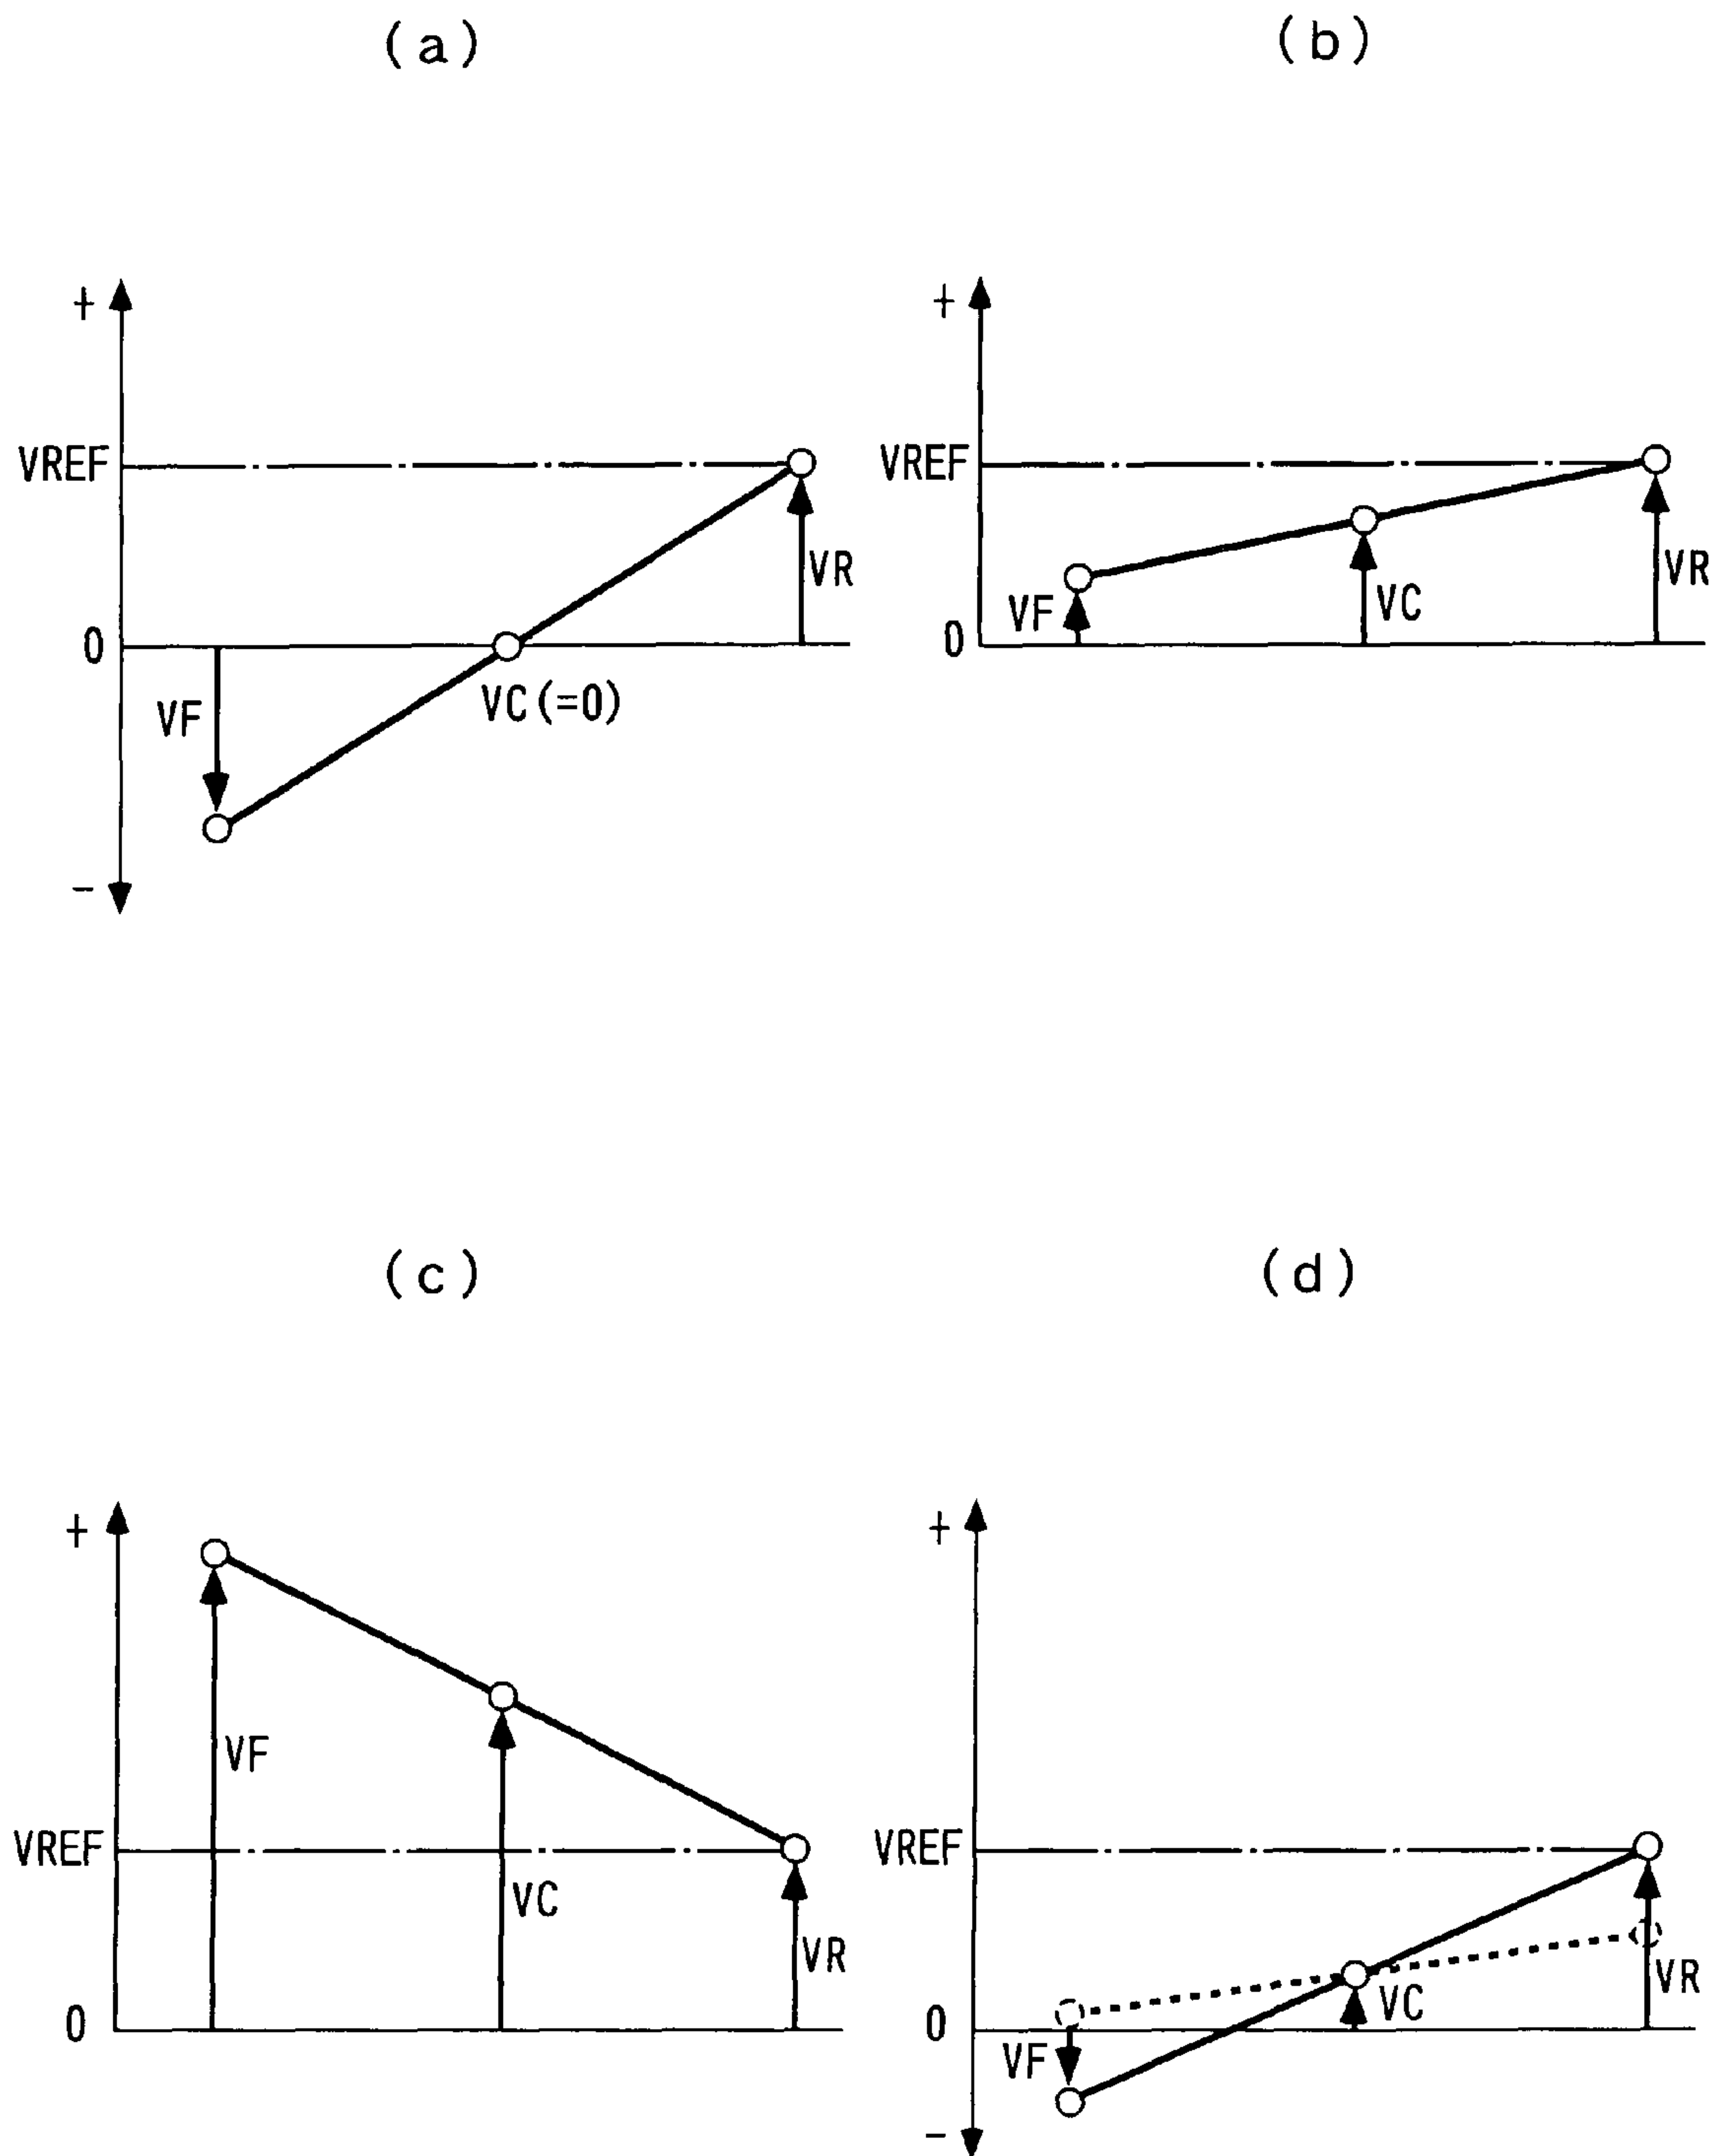 (a)
+
VREF
VR
0
VC(=0)
VF
-
(b)
+
VREF
VR
VC
VF
0
(c)
+
VF
VREF
VC
VR
0
(d)
+
VREF
VR
VC
0
VF
-